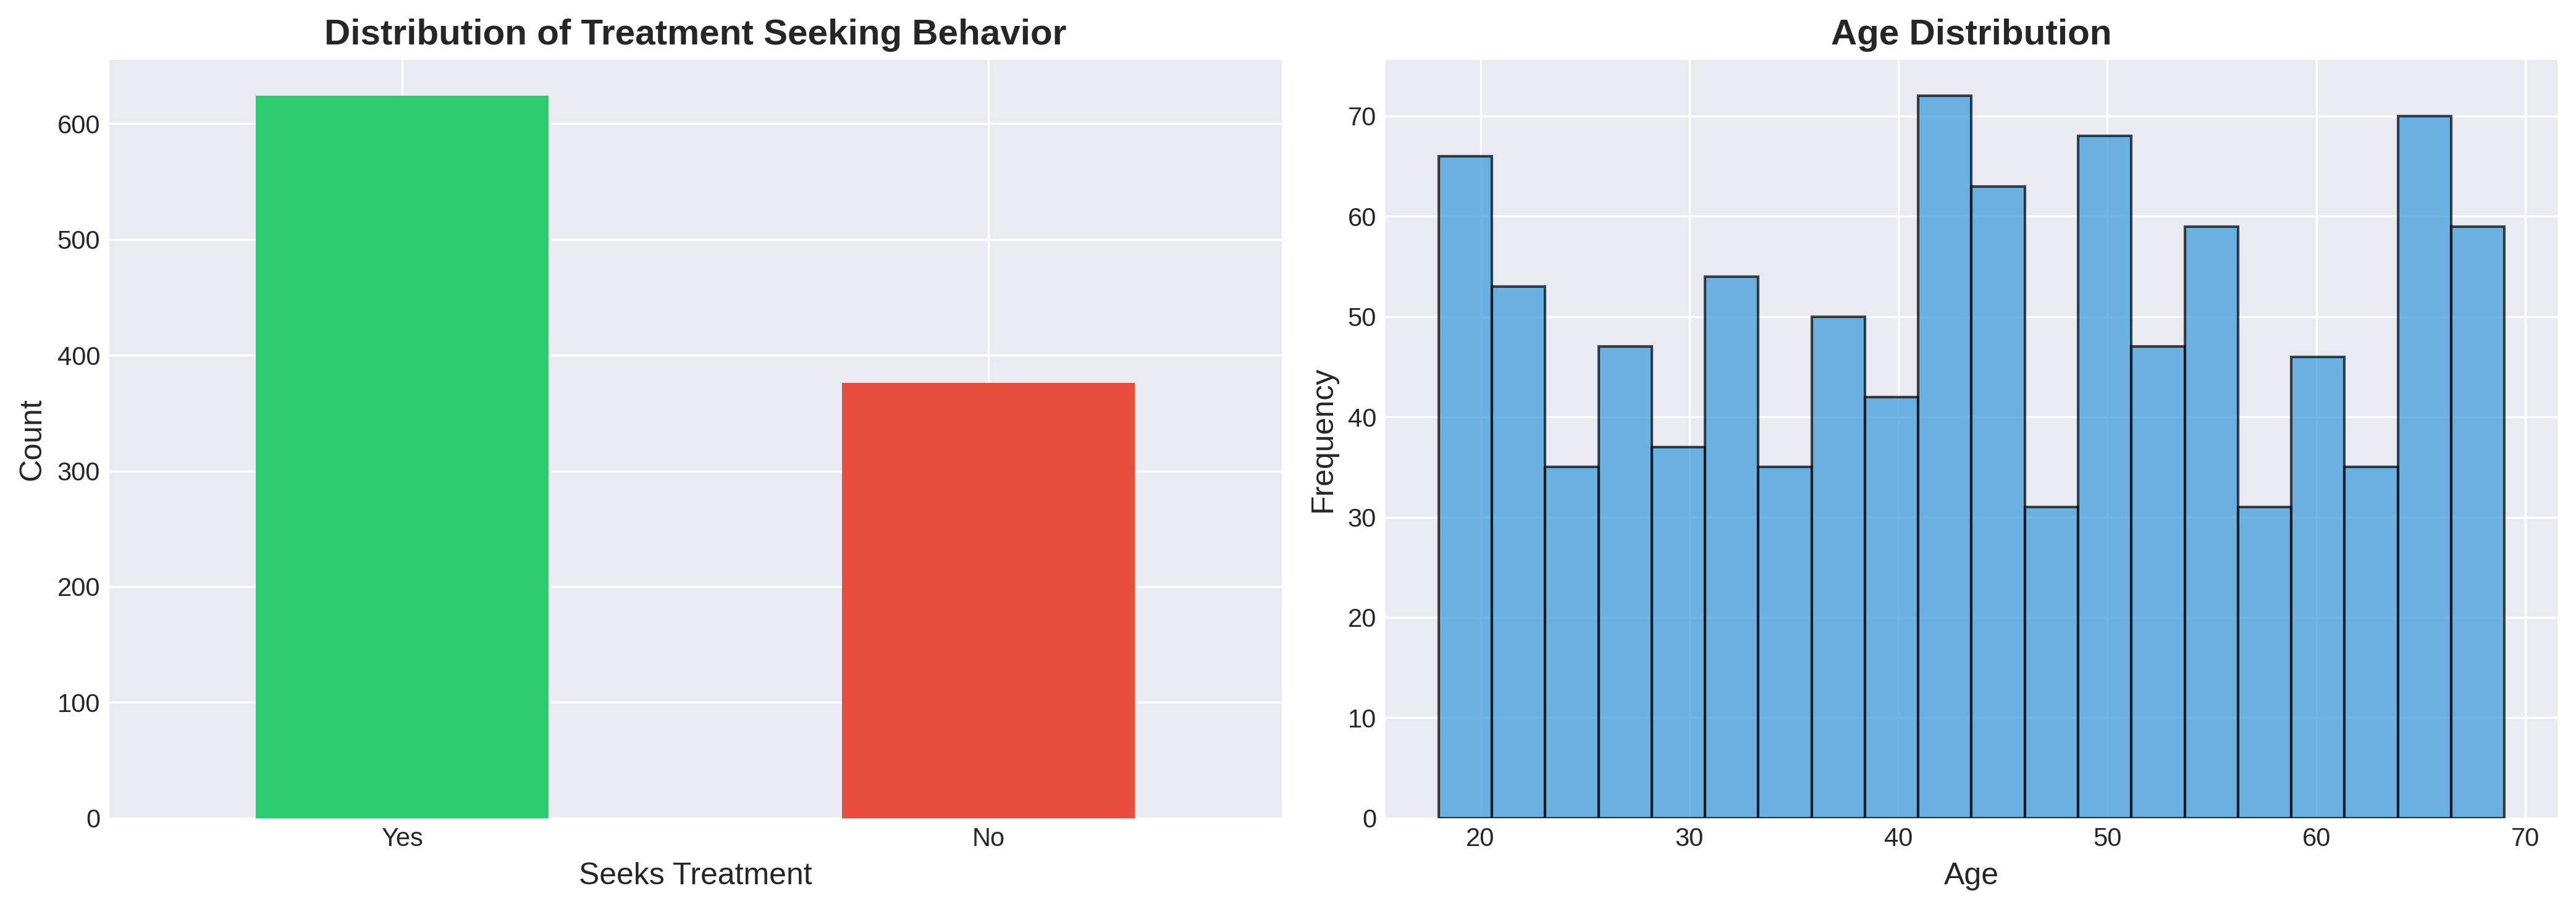 Distribution of Treatment Seeking Behavior
600
500
400
300
200
100
0
Count
Yes No
Seeks Treatment
Age Distribution
70
60
50
40
30
20
10
0
Frequency
20 30 40 50 60 70
Age